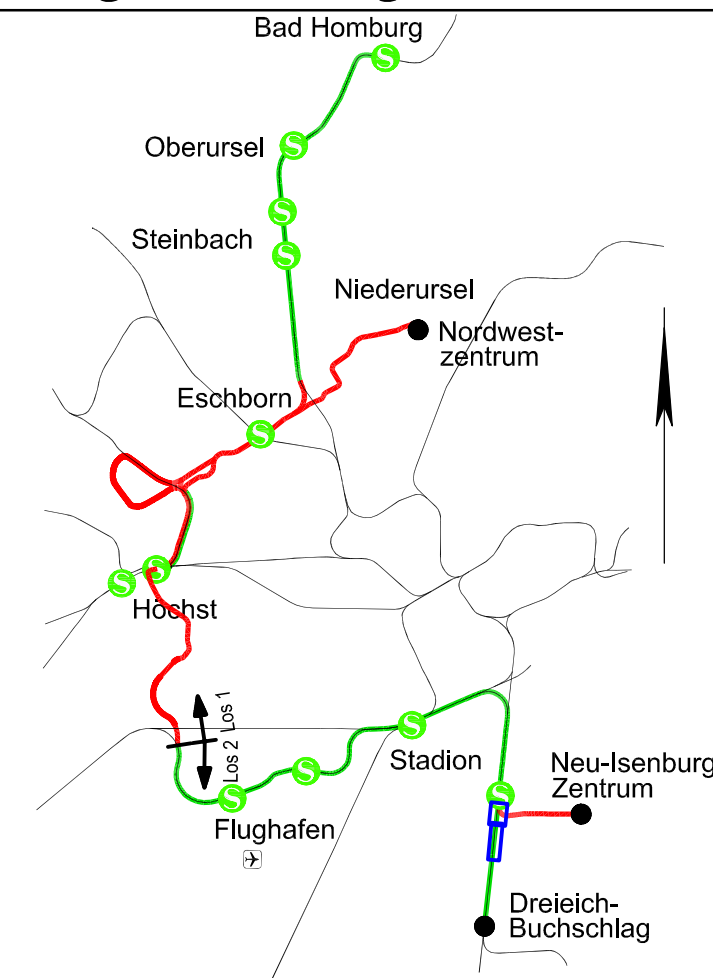 Bad Homburg
S
Oberursel
S
S
Steinbach
S
Niederursel
Nordwest-
zentrum
Eschborn
S
S
S
Höchst
Los 1
Los 2
S
Stadion
S
S
Flughafen
S
Neu-Isenburg
Zentrum
Dreieich-
Buchschlag